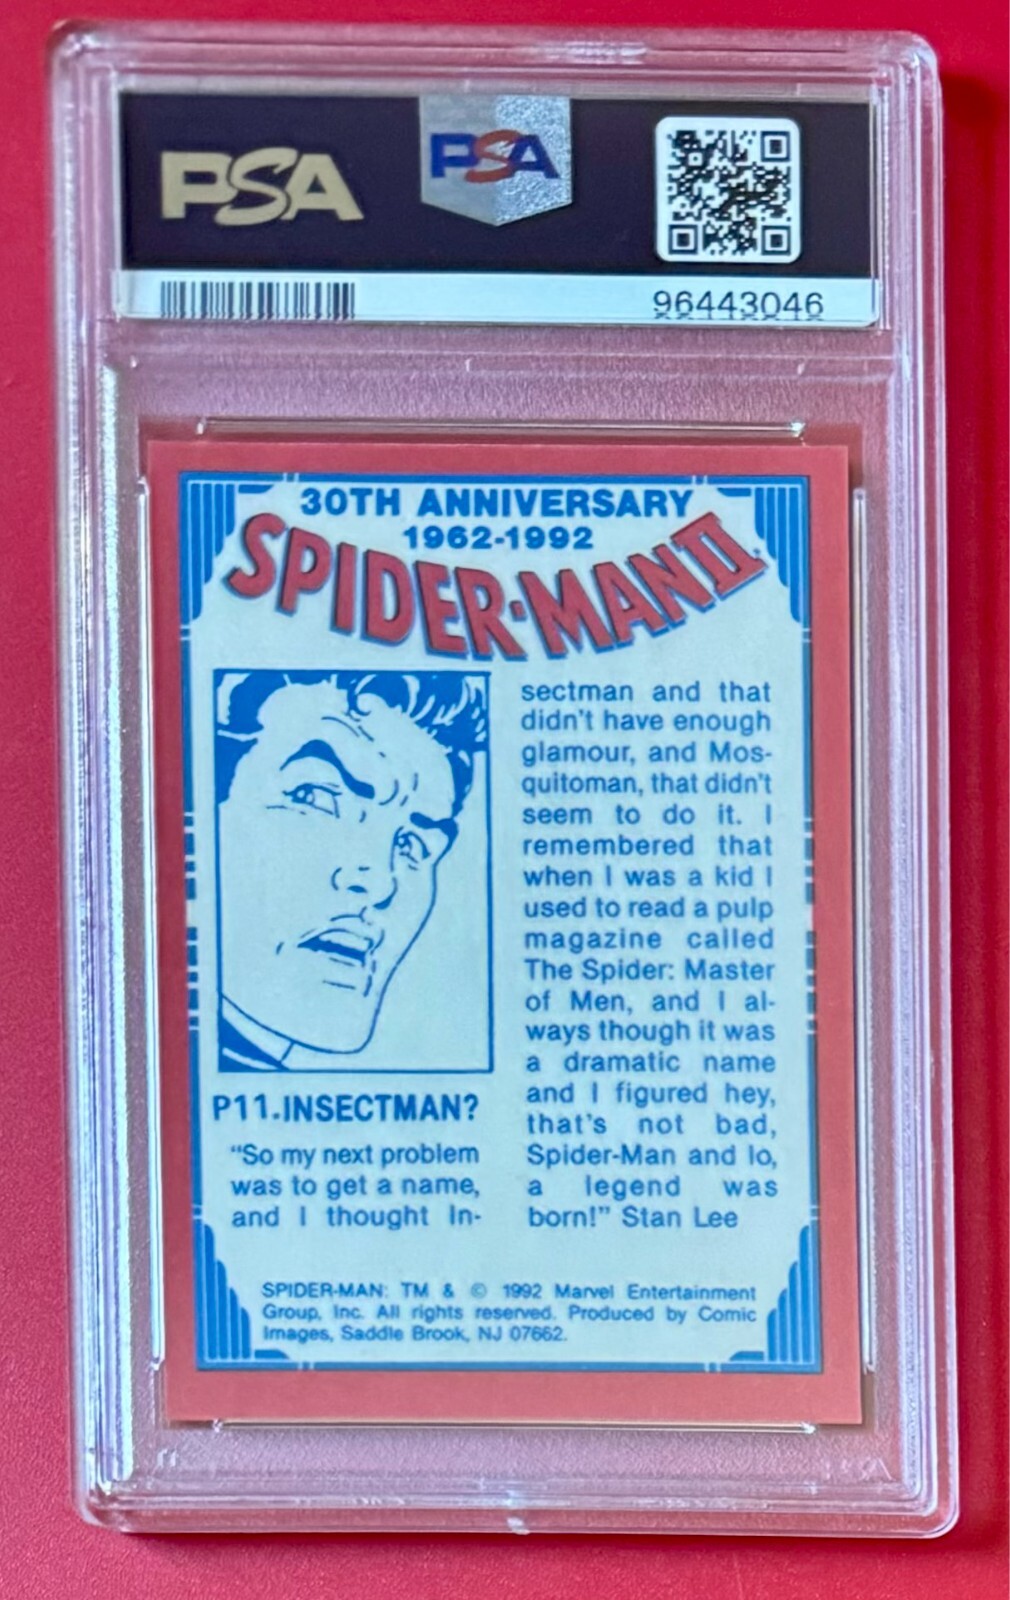 PSA
PSA
96443046
30TH ANNIVERSARY
1962-1992
SPIDER-MAN II
P11.INSECTMAN?
"So my next problem
was to get a name,
and I thought In-
sectman and that
didn't have enough
glamour, and Mos-
quitoman, that didn't
seem to do it. I
remembered that
when I was a kid I
used to read a pulp
magazine called
The Spider: Master
of Men, and I al-
ways though it was
a dramatic name
and I figured hey,
that's not bad,
Spider-Man and lo,
a legend was
born!" Stan Lee
SPIDER-MAN: TM & © 1992 Marvel Entertainment
Group, Inc. All rights reserved. Produced by Comic
Images, Saddle Brook, NJ 07662.